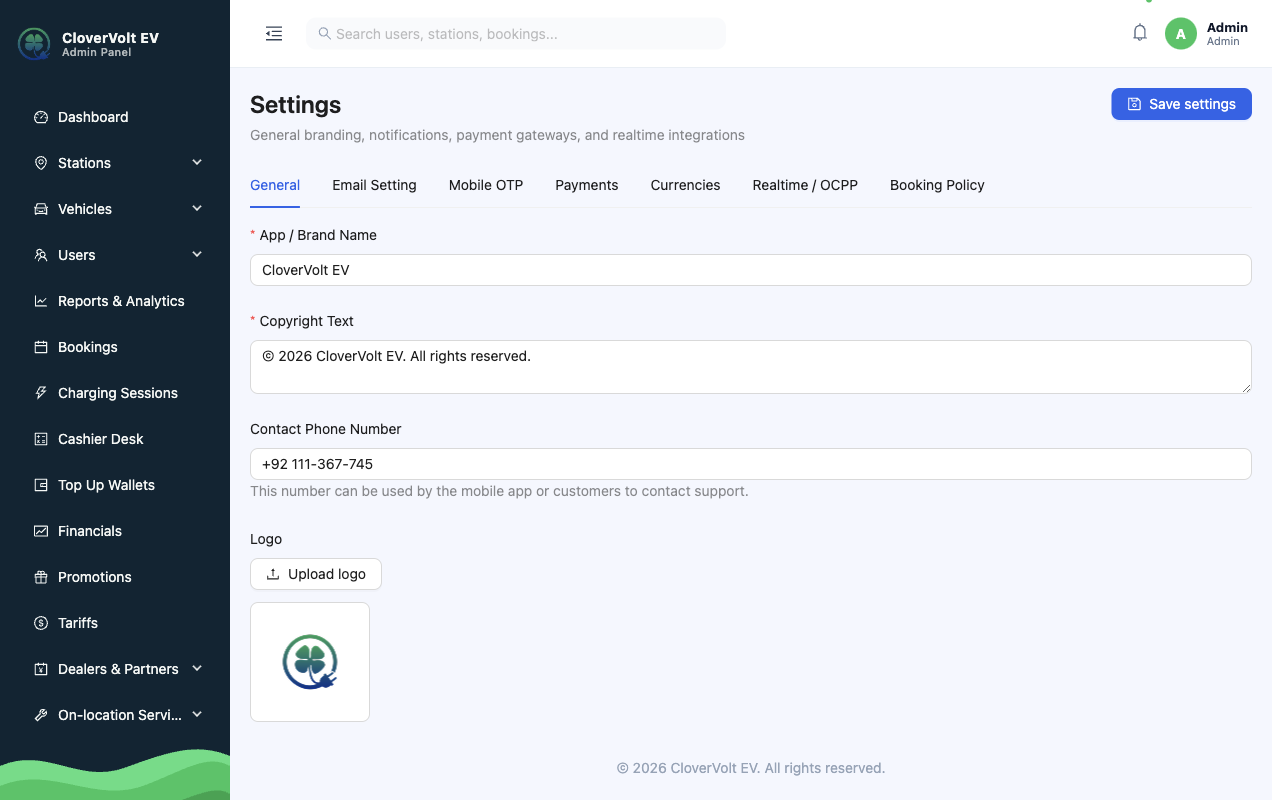 CloverVolt EV
Admin Panel
Dashboard
Stations
Vehicles
Users
Reports & Analytics
Bookings
Charging Sessions
Cashier Desk
Top Up Wallets
Financials
Promotions
Tariffs
Dealers & Partners
On-location Servi...
Search users, stations, bookings...
A
Admin
Admin
Settings
Save settings
General branding, notifications, payment gateways, and realtime integrations
General Email Setting Mobile OTP Payments Currencies Realtime / OCPP Booking Policy
* App / Brand Name
CloverVolt EV
* Copyright Text
© 2026 CloverVolt EV. All rights reserved.
Contact Phone Number
+92 111-367-745
This number can be used by the mobile app or customers to contact support.
Logo
Upload logo
© 2026 CloverVolt EV. All rights reserved.